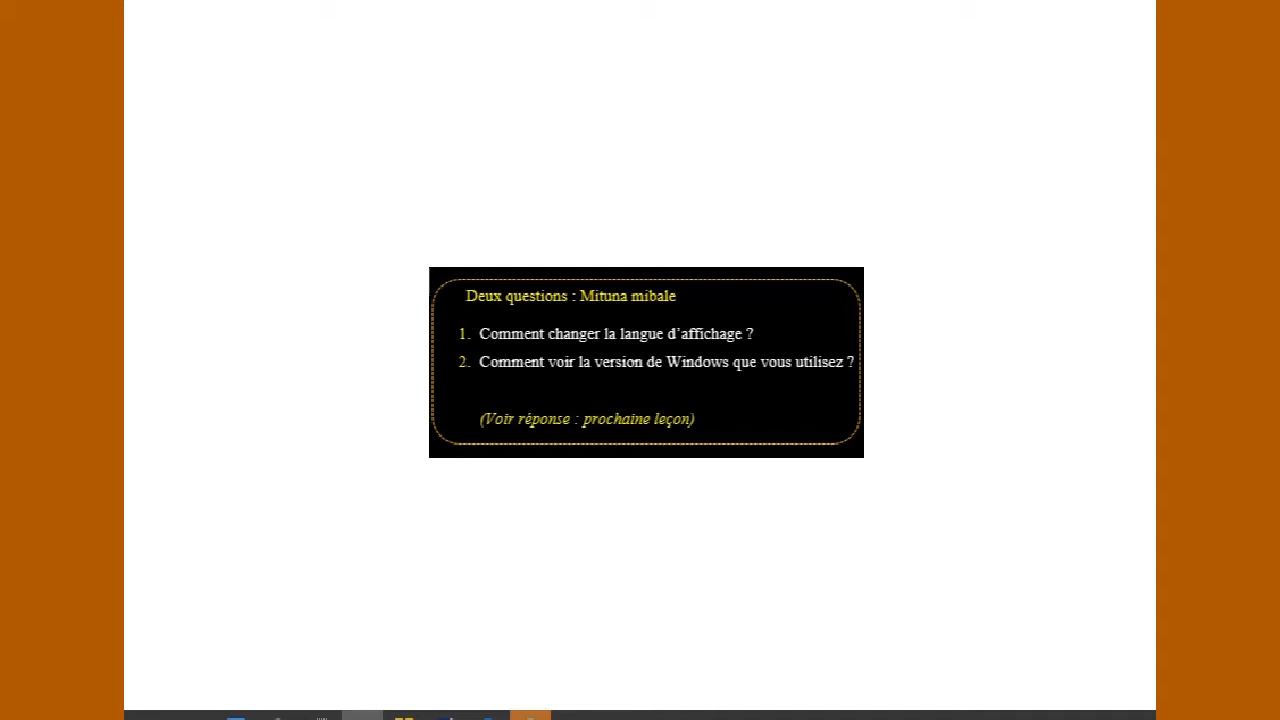 Deux questions : Mituna mibale
1. Comment changer la langue d’affichage ?
2. Comment voir la version de Windows que vous utilisez ?
(Voir réponse : prochaine leçon)